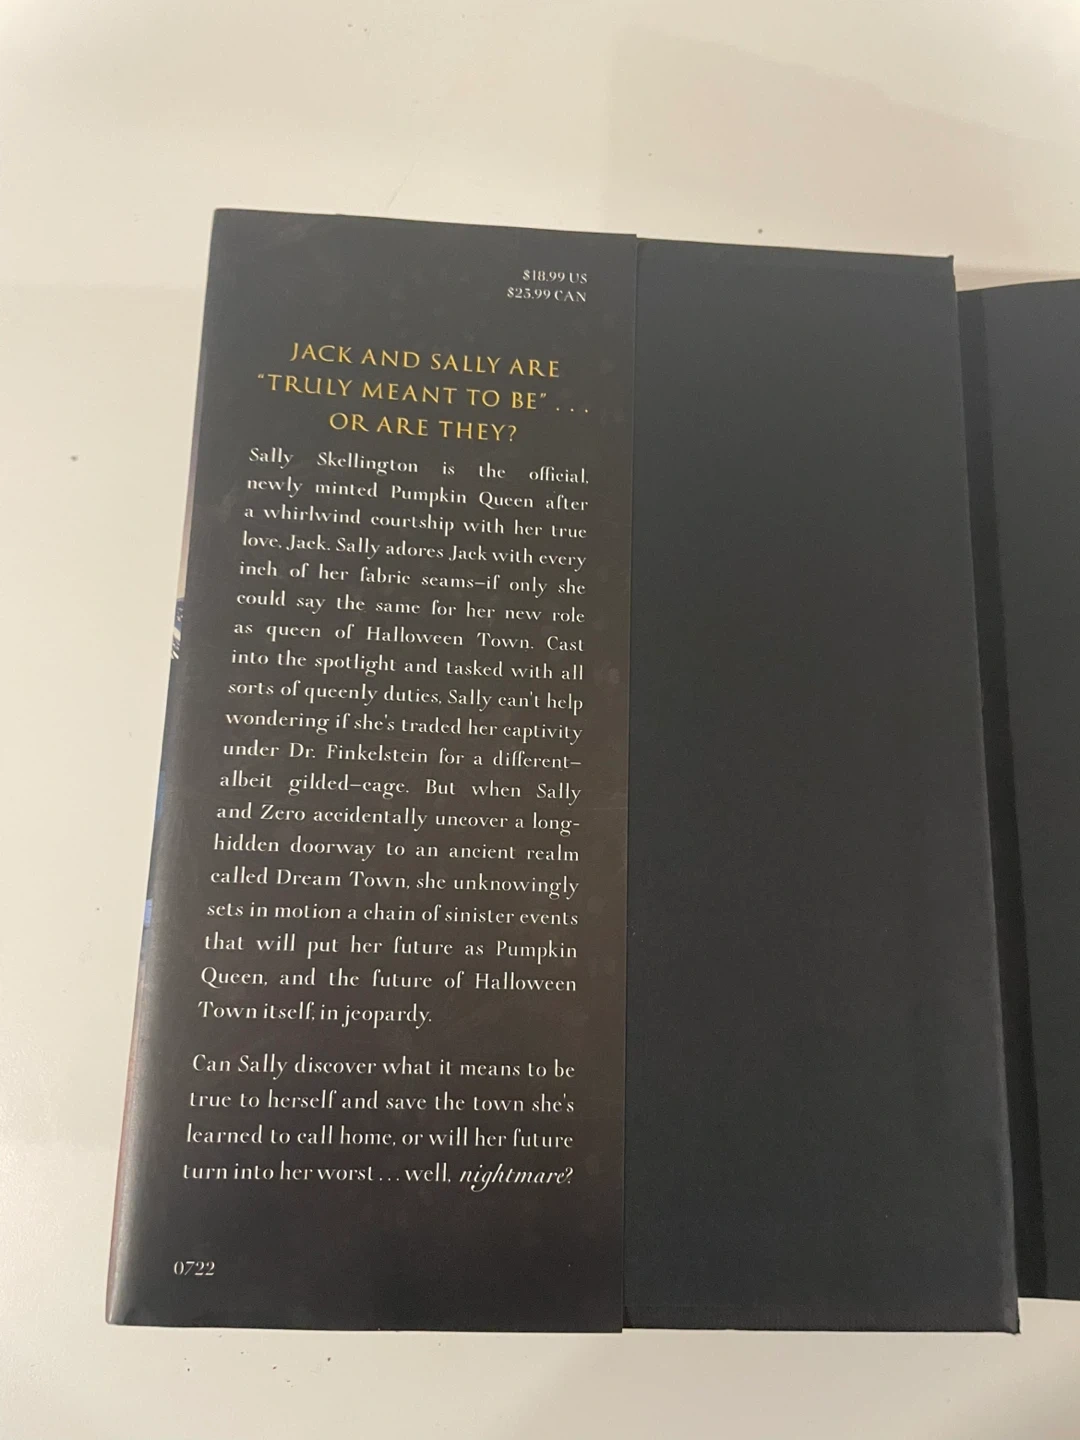 $18.99 US
$23.99 CAN
JACK AND SALLY ARE
“TRULY MEANT TO BE” . . .
OR ARE THEY?
Sally Skellington is the official,
newly minted Pumpkin Queen after
a whirlwind courtship with her true
love, Jack. Sally adores Jack with every
inch of her fabric seams—if only she
could say the same for her new role
as queen of Halloween Town. Cast
into the spotlight and tasked with all
sorts of queenly duties, Sally can't help
wondering if she's traded her captivity
under Dr. Finkelstein for a different—
albeit gilded—cage. But when Sally
and Zero accidentally uncover a long-
hidden doorway to an ancient realm
called Dream Town, she unknowingly
sets in motion a chain of sinister events
that will put her future as Pumpkin
Queen, and the future of Halloween
Town itself, in jeopardy.
Can Sally discover what it means to be
true to herself and save the town she's
learned to call home, or will her future
turn into her worst . . . well, nightmare?
0722